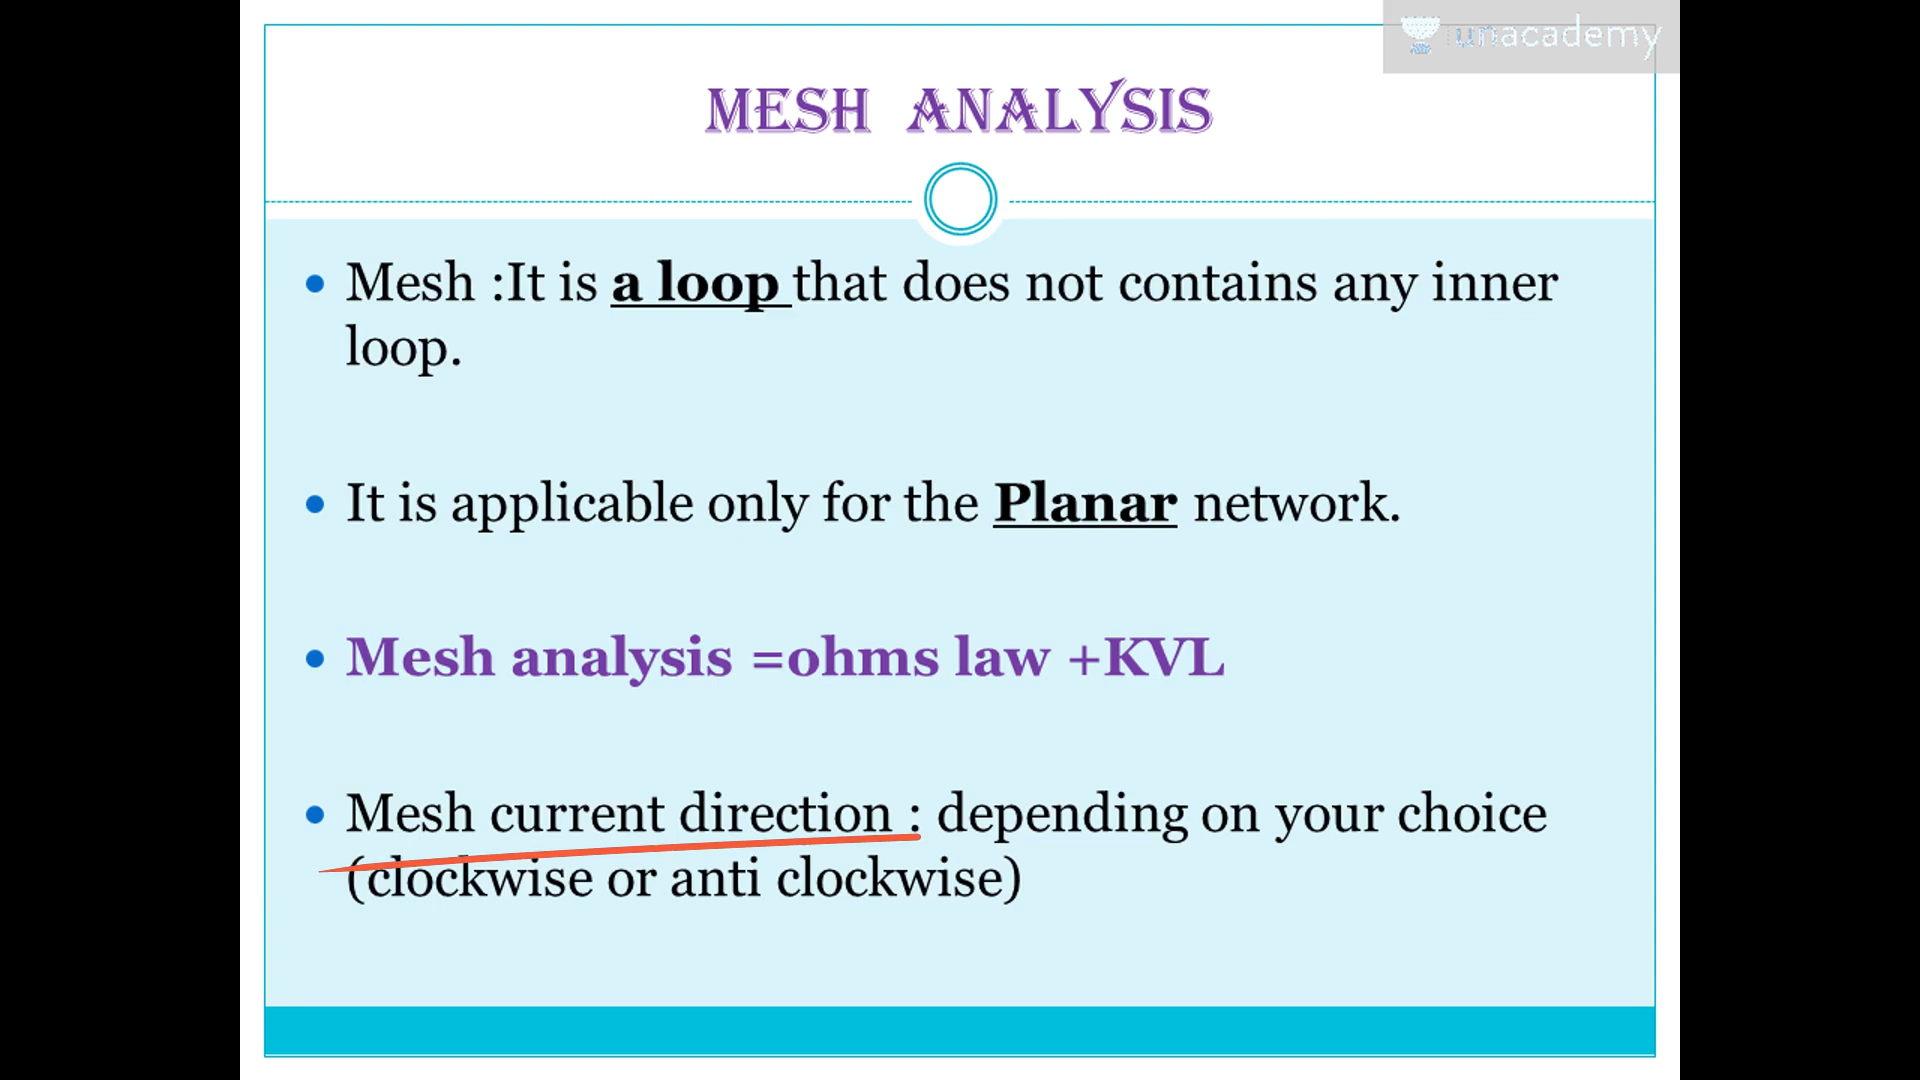 unacademy
MESH ANALYSIS
Mesh :It is a loop that does not contains any inner
loop.
It is applicable only for the Planar network.
Mesh analysis =ohms law +KVL
Mesh current direction : depending on your choice
(clockwise or anti clockwise)